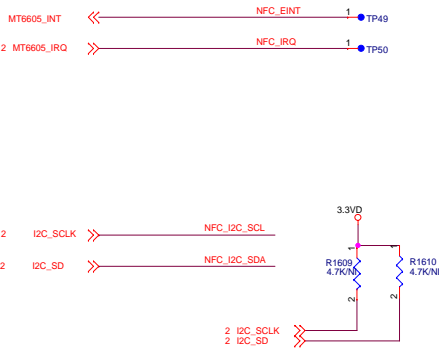 MT6605_INT NFC_EINT 1 TP49
2 MT6605_IRQ NFC_IRQ 1 TP50
3.3VD
2 I2C_SCLK NFC_I2C_SCL
1 1
R1609 R1610
2 I2C_SD NFC_I2C_SDA 4.7K/NI 4.7K/NI
2 2
2 I2C_SCLK
2 I2C_SD